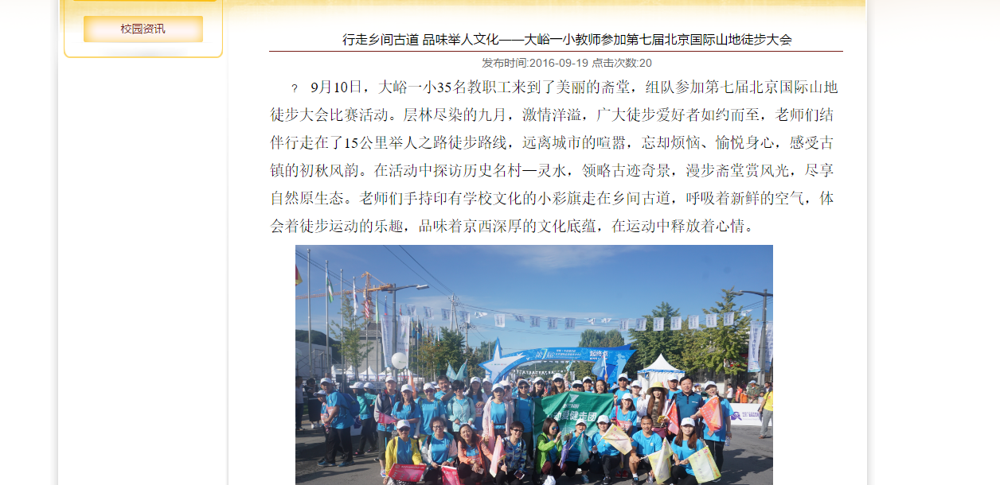 校园资讯
行走乡间古道 品味举人文化——大峪一小教师参加第七届北京国际山地徒步大会
发布时间:2016-09-19 点击次数:20
? 9月10日，大峪一小35名教职工来到了美丽的斋堂，组队参加第七届北京国际山地
徒步大会比赛活动。层林尽染的九月，激情洋溢，广大徒步爱好者如约而至，老师们结
伴行走在了15公里举人之路徒步路线，远离城市的喧嚣，忘却烦恼、愉悦身心，感受古
镇的初秋风韵。在活动中探访历史名村—灵水，领略古迹奇景，漫步斋堂赏风光，尽享
自然原生态。老师们手持印有学校文化的小彩旗走在乡间古道，呼吸着新鲜的空气，体
会着徒步运动的乐趣，品味着京西深厚的文化底蕴，在运动中释放着心情。
第7届
起终点
爱健走团